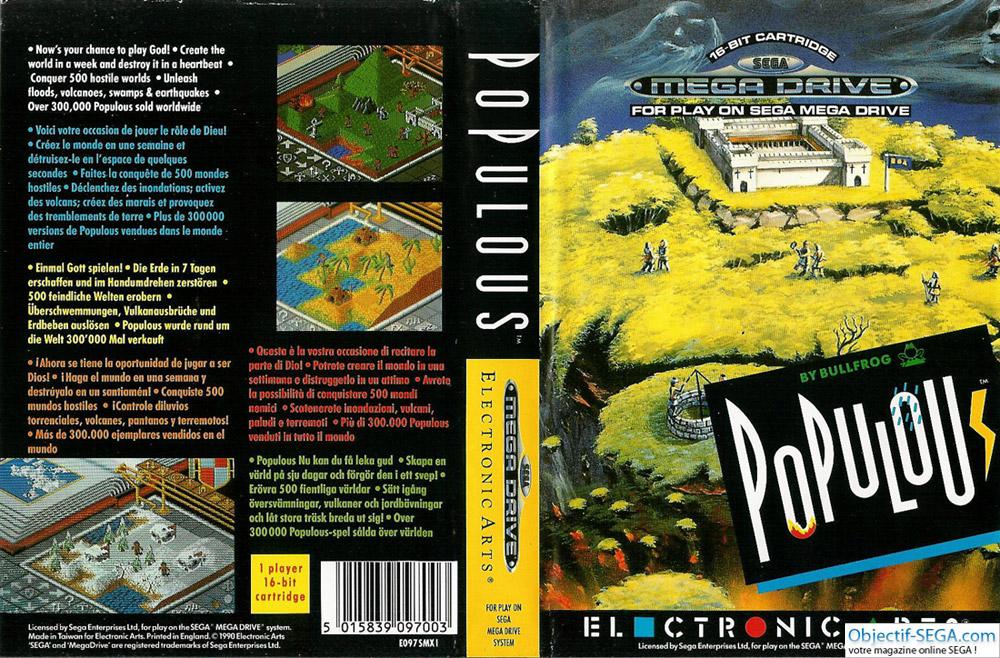 • Now's your chance to play God! • Create the
world in a week and destroy it in a heartbeat •
Conquer 500 hostile worlds • Unleash
floods, volcanoes, swamps & earthquakes •
Over 300,000 Populous sold worldwide
• Voici votre occasion de jouer le rôle de Dieu!
• Créez le monde en une semaine et
détruisez-le en l'espace de quelques
secondes • Faites la conquête de 500 mondes
hostiles • Déclenchez des inondations; activez
des volcans; créez des marais et provoquez
des tremblements de terre • Plus de 300000
versions de Populous vendues dans le monde
entier
• Einmal Gott spielen! • Die Erde in 7 Tagen
erschaffen und im Handumdrehen zerstören •
500 feindliche Welten erobern •
Überschwemmungen, Vulkanausbrüche und
Erdbeben auslösen • Populous wurde rund um
die Welt 300'000 Mal verkauft
• ¡Ahora se tiene la oportunidad de jugar a ser
Dios! • ¡Haga el mundo en una semana y
destrúyalo en un santiamén! • Conquiste 500
mundos hostiles • ¡Controle diluvios
torrenciales, volcanes, pantanos y terremotos!
• Más de 300.000 ejemplares vendidos en el
mundo
• Questa è la vostra occasione di recitare la
parte di Dio! • Potrete creare il mondo in una
settimana e distruggetelo in un attimo • Avrete
la possibilità di conquistare 500 mondi
nemici • Scatenerete inondazioni, vulcani,
paludi e terremoti • Più di 300.000 Populous
venduti in tutto il mondo
• Populous Nu kan du få leka gud • Skapa en
värld på sju dagar och förgör den i ett svep! •
Erövra 500 fientliga världar • Sätt igång
översvämningar, vulkaner och jordbävningar
och låt stora träsk breda ut sig! • Over
300000 Populous-spel sålda över världen
1 player
16-bit
cartridge
5 015839 097003
E097SMXI
Licensed by Sega Enterprises Ltd, for play on the SEGA® MEGA DRIVE™ system.
Made in Taiwan for Electronic Arts. Printed in England. © 1990 Electronic Arts
'SEGA' and 'MegaDrive' are registered trademarks of Sega Enterprises Ltd.
POPULOUS™
ELECTRONIC ARTS®
SEGA
MEGA DRIVE
FOR PLAY ON
SEGA
MEGA DRIVE
SYSTEM
16-BIT CARTRIDGE
SEGA
MEGA DRIVE
FOR PLAY ON SEGA MEGA DRIVE
BY BULLFROG
POPULOUS™
ELECTRONIC ARTS®
Licensed by Sega Enterprises Ltd. for play on the SEGA
Objectif-SEGA.com
votre magazine online SEGA !